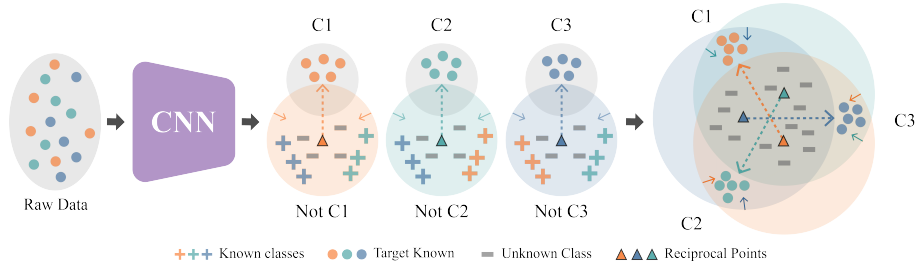 C1
C2
C3
C1
CNN
C3
Raw Data
Not C1
Not C2
Not C3
C2
Known classes
Target Known
Unknown Class
Reciprocal Points